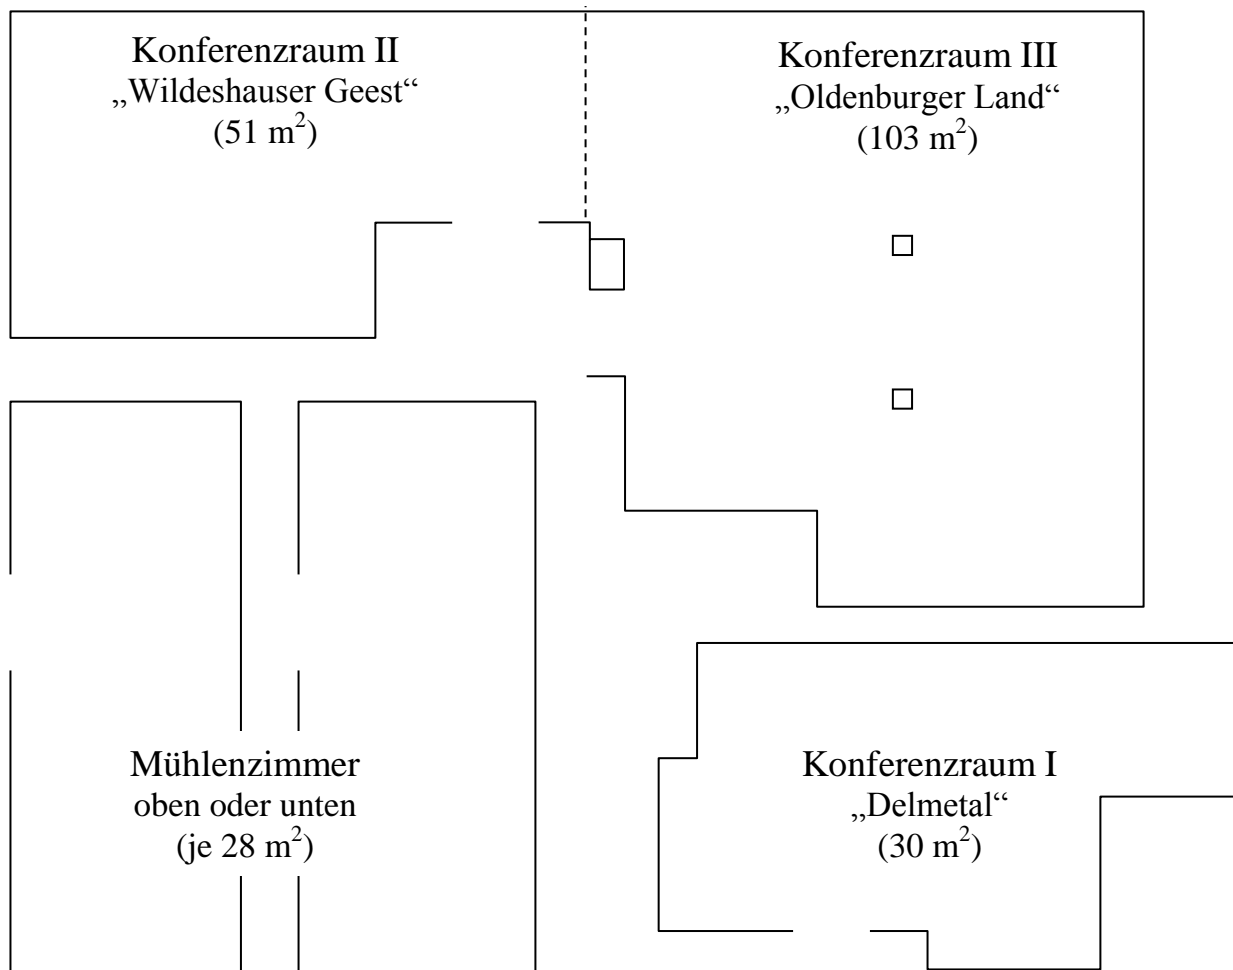 Konferenzraum II
„Wildeshauser Geest“
(51 m²)
Konferenzraum III
„Oldenburger Land“
(103 m²)
Mühlenzimmer
oben oder unten
(je 28 m²)
Konferenzraum I
„Delmetal“
(30 m²)